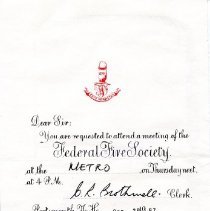 Dear Sir:
You are requested to attend a meeting of the
Federal Fire Society,
at the METRO on Thursday next,
at 4 P.M.
C.R. Brothwell Clerk.
Portsmouth, N.H.